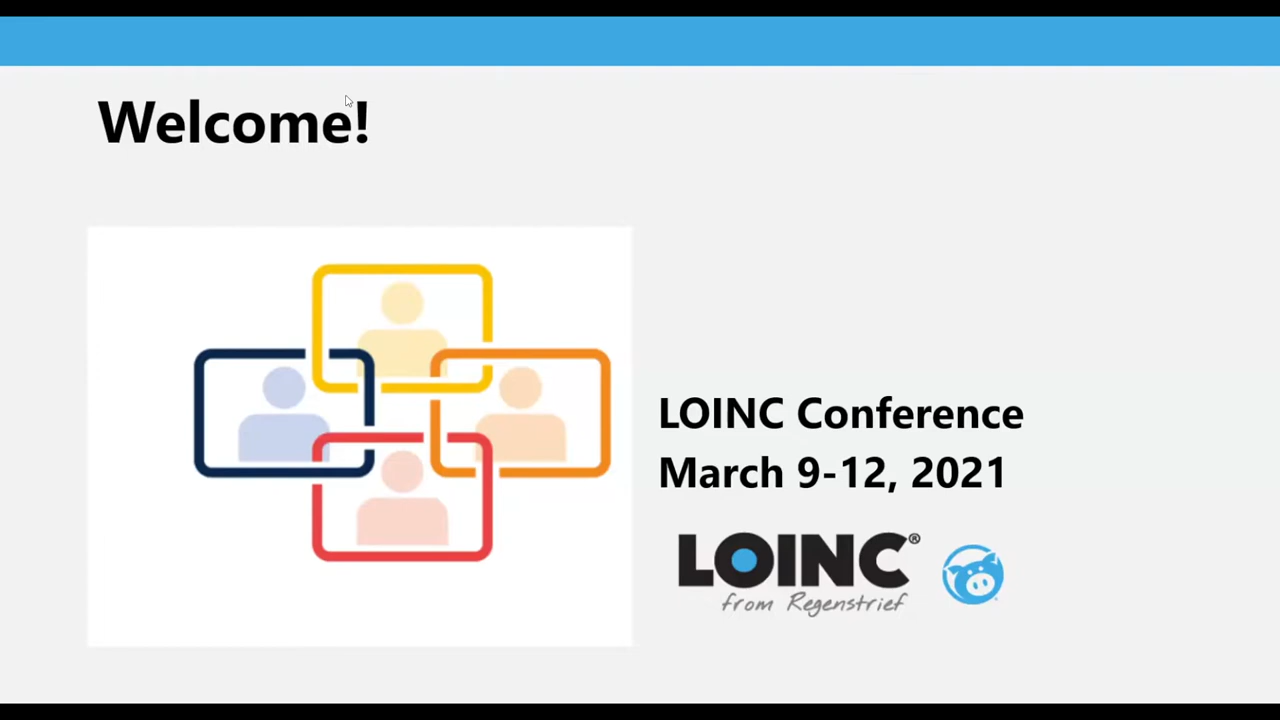 Welcome!
LOINC Conference
March 9-12, 2021
LOINC®
from Regenstrief